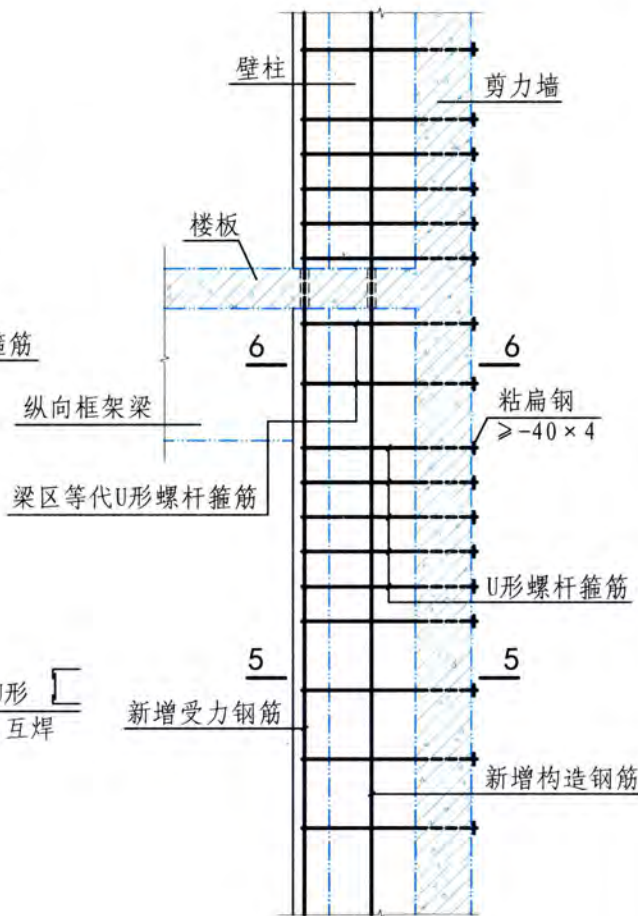 壁柱
剪力墙
楼板
箍筋
6
6
纵向框架梁
粘扁钢
≥-40×4
梁区等代U形螺杆箍筋
U形螺杆箍筋
5
5
形
互焊
新增受力钢筋
新增构造钢筋